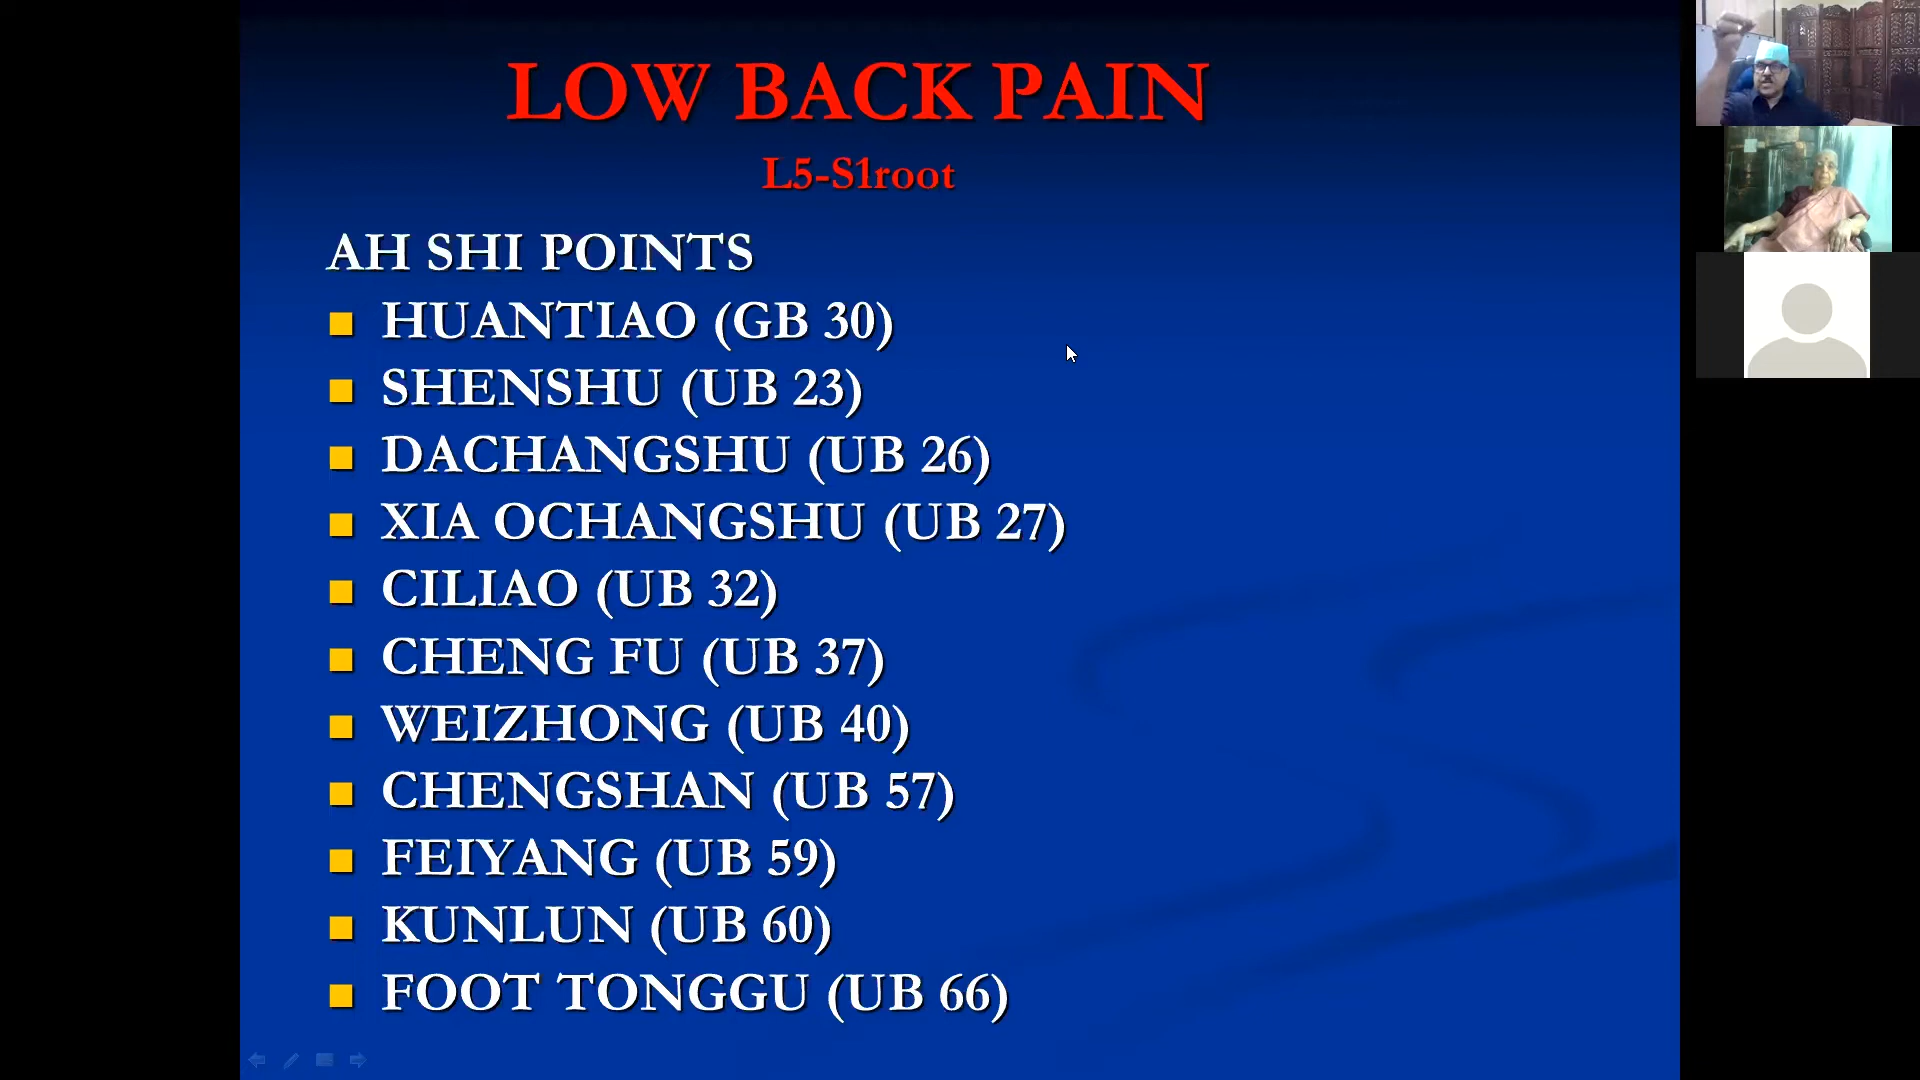 LOW BACK PAIN
L5-S1root
AH SHI POINTS
HUANTIAO (GB 30)
SHENSHU (UB 23)
DACHANGSHU (UB 26)
XIA OCHANGSHU (UB 27)
CILIAO (UB 32)
CHENG FU (UB 37)
WEIZHONG (UB 40)
CHENGSHAN (UB 57)
FEIYANG (UB 59)
KUNLUN (UB 60)
FOOT TONGGU (UB 66)